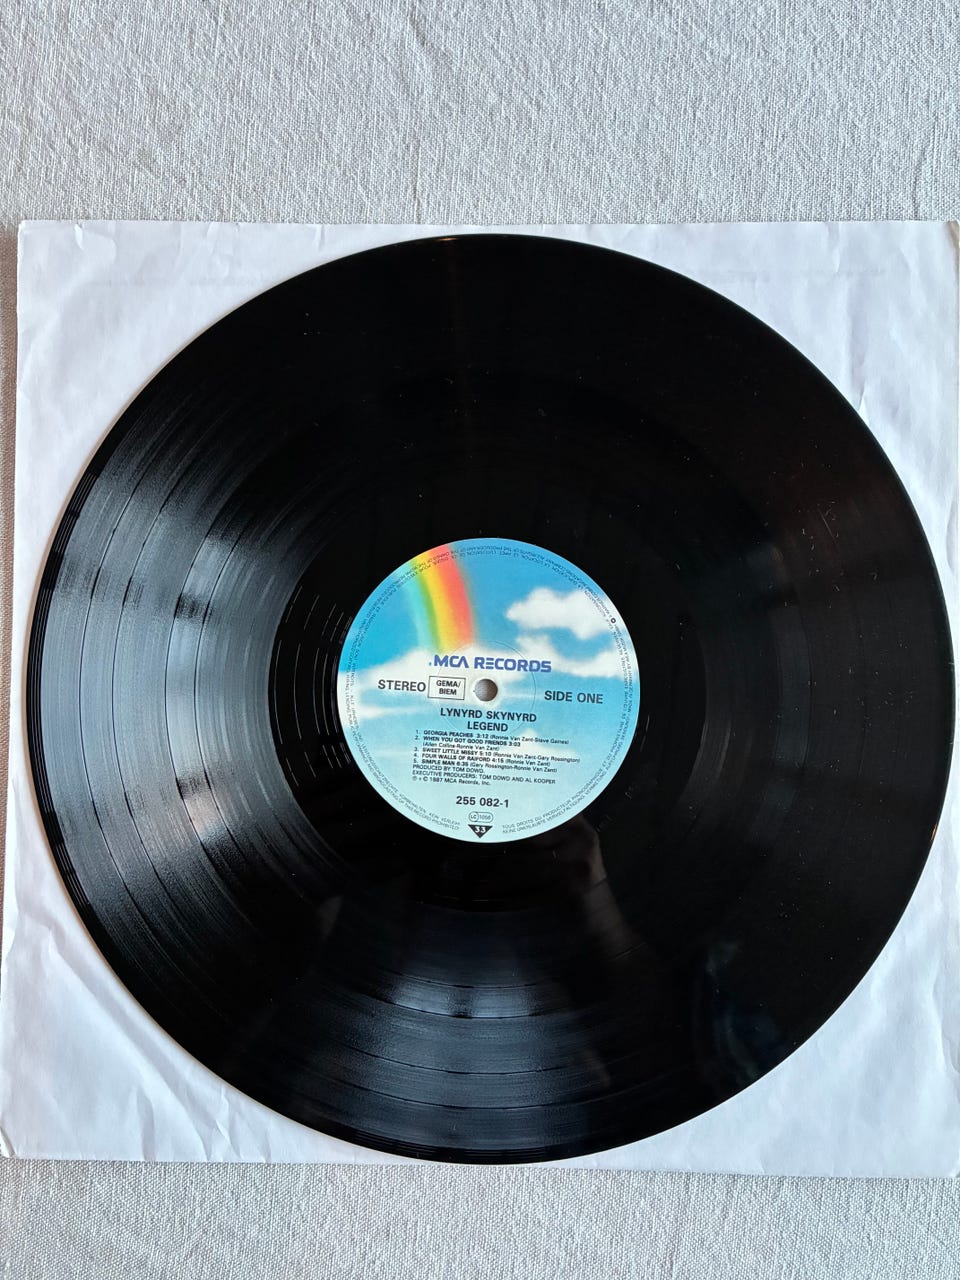 MCA RECORDS
STEREO GEMA/ BIEM SIDE ONE
LYNYRD SKYNYRD
LEGEND
1. GEORGIA PEACHES 3:12 (Ronnie Van Zant-Steve Gaines)
2. WHEN YOU GOT GOOD FRIENDS 3:03
(Allen Collins-Ronnie Van Zant)
3. SWEET LITTLE MISSY 5:10 (Ronnie Van Zant-Gary Rossington)
4. FOUR WALLS OF RAIFORD 4:15 (Ronnie Van Zant)
5. SIMPLE MAN 6:35 (Gary Rossington-Ronnie Van Zant)
PRODUCED BY TOM DOWD.
EXECUTIVE PRODUCERS: TOM DOWD AND AL KOOPER
℗ + © 1987 MCA Records, Inc.
255 082-1
LC 1056
33